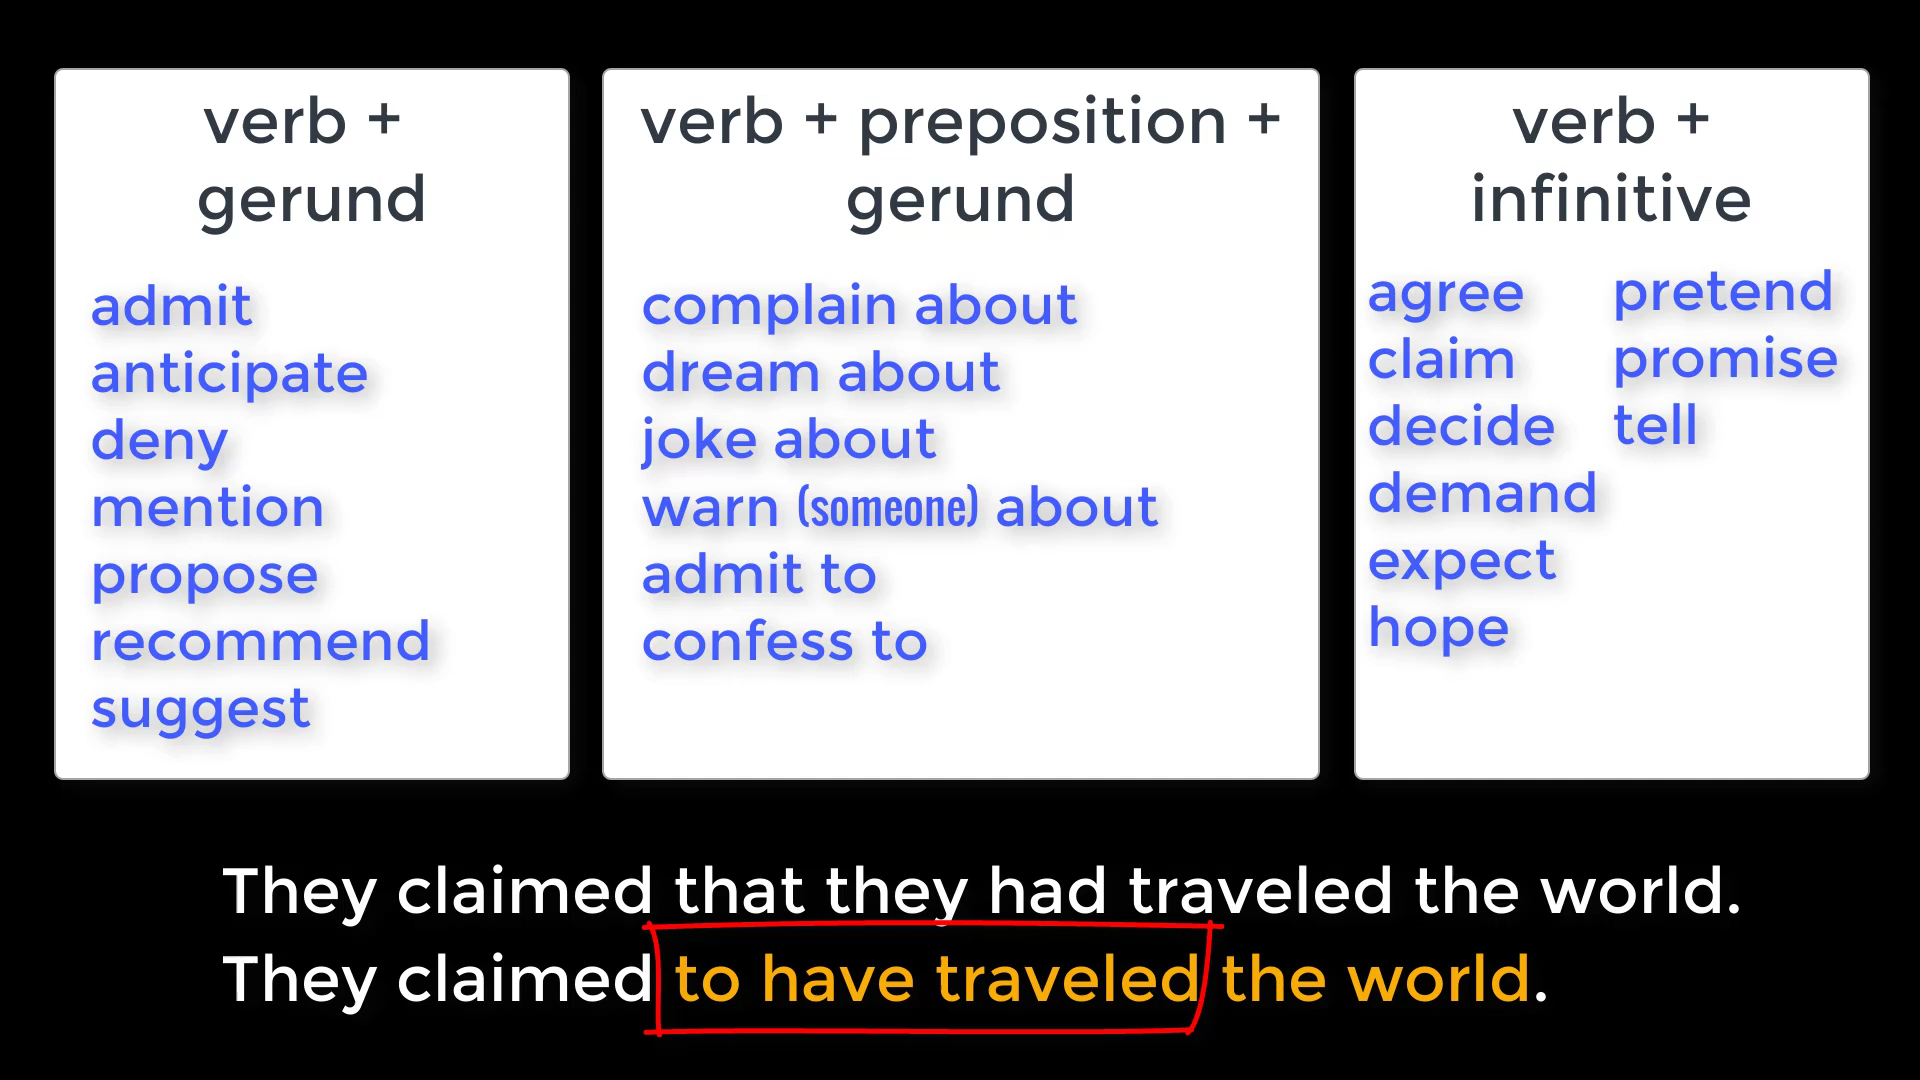 verb +
gerund
admit
anticipate
deny
mention
propose
recommend
suggest
verb + preposition +
gerund
complain about
dream about
joke about
warn (someone) about
admit to
confess to
verb +
infinitive
agree
claim
decide
demand
expect
hope
pretend
promise
tell
They claimed that they had traveled the world.
They claimed to have traveled the world.